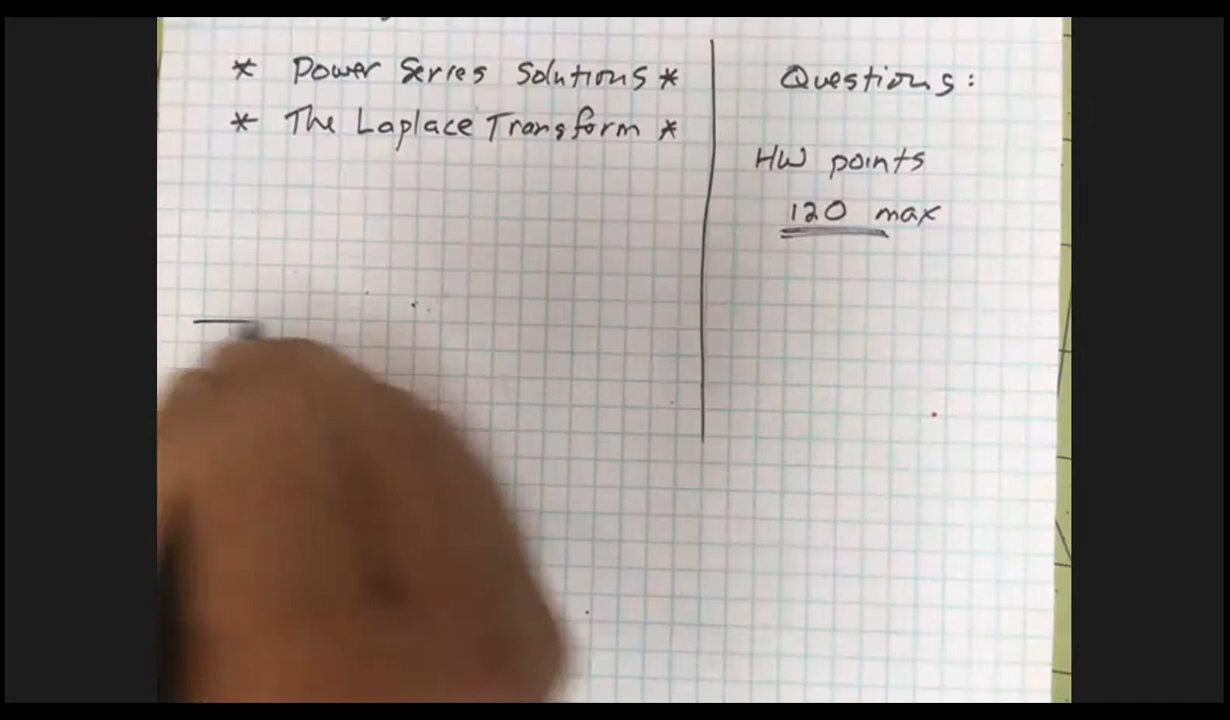 * Power Series Solutions *
* The Laplace Transform *
Questions:
HW points
120 max